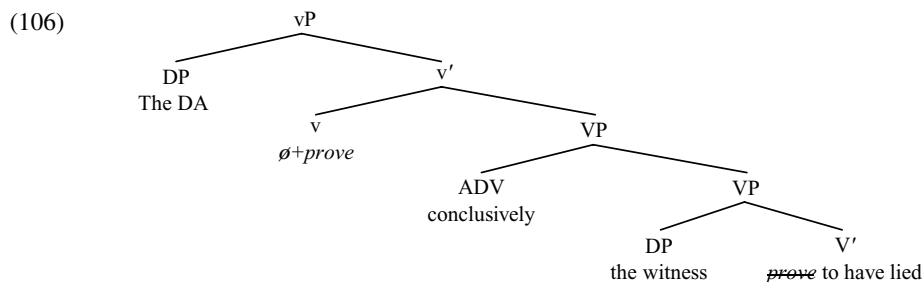 (106) vP
DP v′
The DA
v VP
ø+prove
ADV VP
conclusively
DP V′
the witness prove to have lied